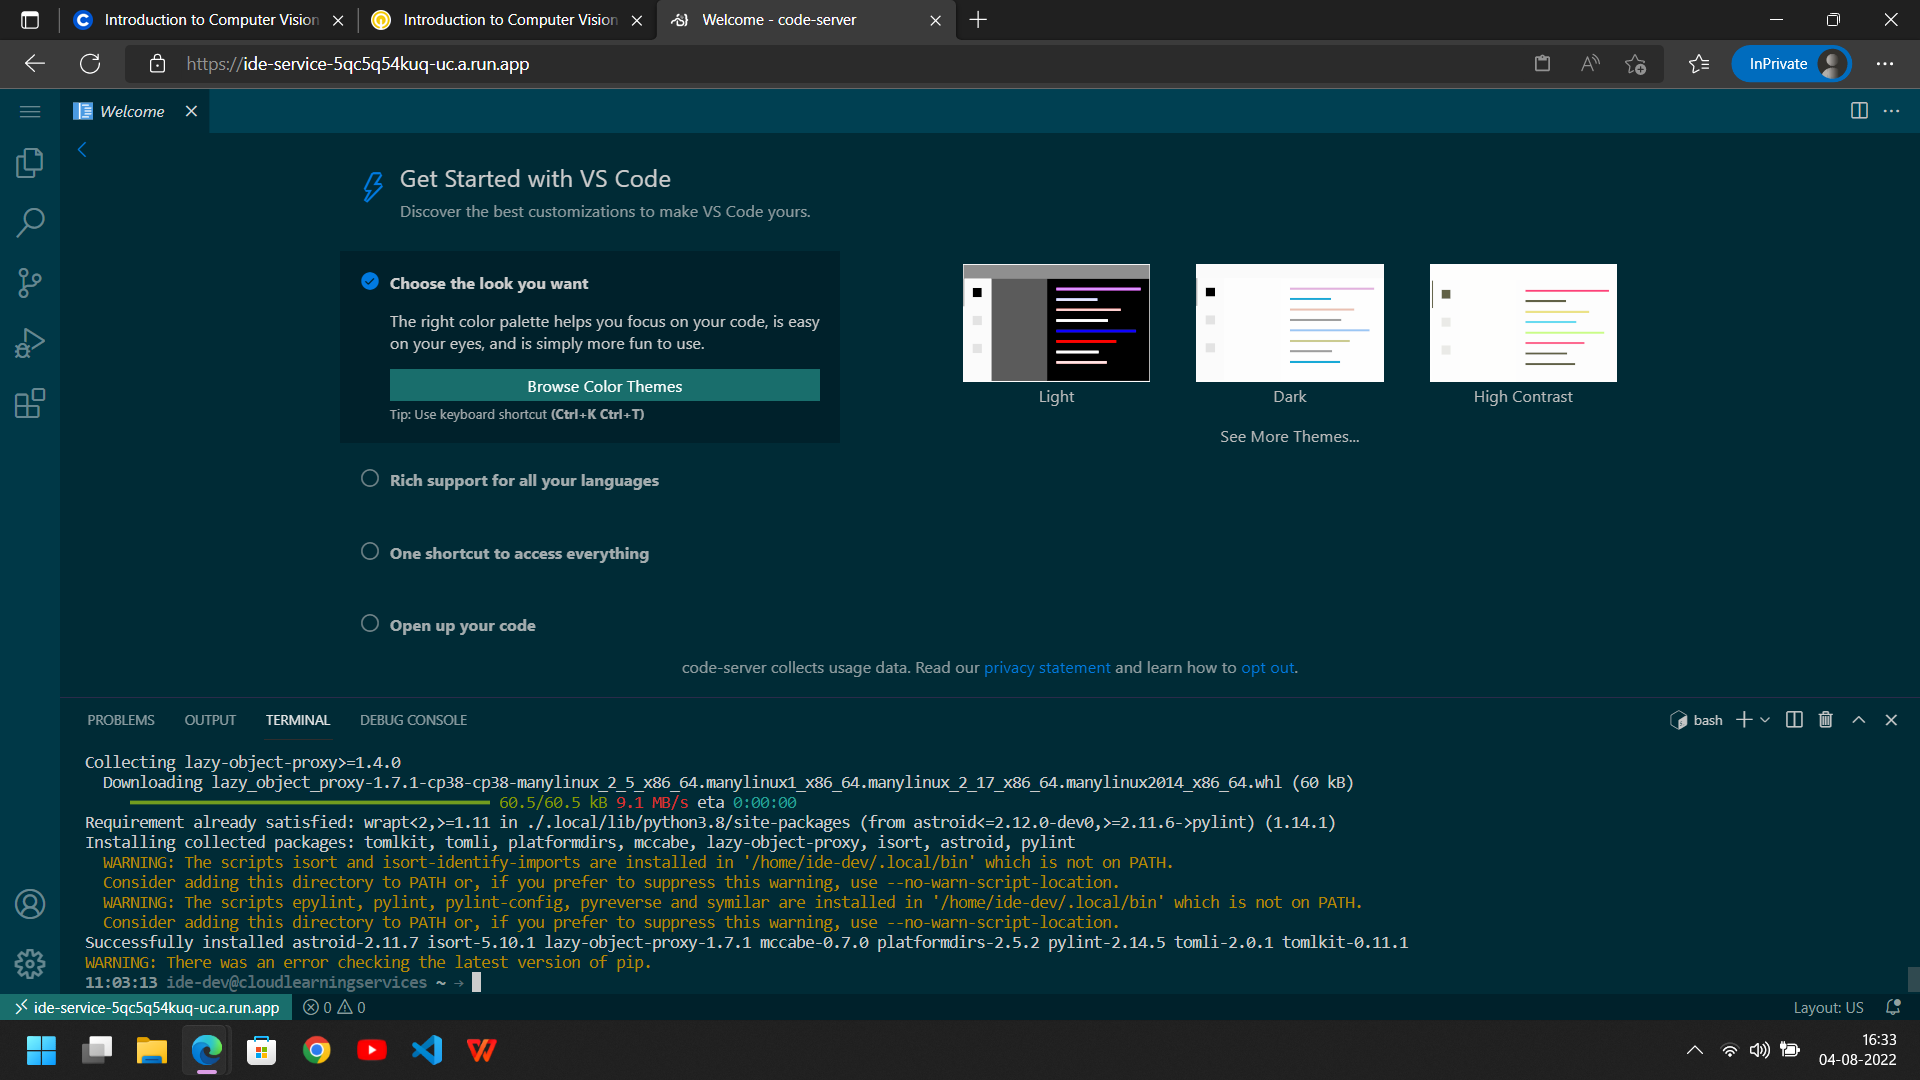 Introduction to Computer Vision
Introduction to Computer Vision
Welcome - code-server
https://ide-service-5qc5q54kuq-uc.a.run.app
InPrivate
Welcome
Get Started with VS Code
Discover the best customizations to make VS Code yours.
Choose the look you want
The right color palette helps you focus on your code, is easy
on your eyes, and is simply more fun to use.
Browse Color Themes
Tip: Use keyboard shortcut (Ctrl+K Ctrl+T)
Light
Dark
High Contrast
See More Themes...
Rich support for all your languages
One shortcut to access everything
Open up your code
code-server collects usage data. Read our privacy statement and learn how to opt out.
PROBLEMS OUTPUT TERMINAL DEBUG CONSOLE
bash
Collecting lazy-object-proxy>=1.4.0
Downloading lazy_object_proxy-1.7.1-cp38-cp38-manylinux_2_5_x86_64.manylinux1_x86_64.manylinux_2_17_x86_64.manylinux2014_x86_64.whl (60 kB)
60.5/60.5 kB 9.1 MB/s eta 0:00:00
Requirement already satisfied: wrapt<2,>=1.11 in ./.local/lib/python3.8/site-packages (from astroid<=2.12.0-dev0,>=2.11.6->pylint) (1.14.1)
Installing collected packages: tomlkit, tomli, platformdirs, mccabe, lazy-object-proxy, isort, astroid, pylint
WARNING: The scripts isort and isort-identify-imports are installed in '/home/ide-dev/.local/bin' which is not on PATH.
Consider adding this directory to PATH or, if you prefer to suppress this warning, use --no-warn-script-location.
WARNING: The scripts epylint, pylint, pylint-config, pyreverse and symilar are installed in '/home/ide-dev/.local/bin' which is not on PATH.
Consider adding this directory to PATH or, if you prefer to suppress this warning, use --no-warn-script-location.
Successfully installed astroid-2.11.7 isort-5.10.1 lazy-object-proxy-1.7.1 mccabe-0.7.0 platformdirs-2.5.2 pylint-2.14.5 tomli-2.0.1 tomlkit-0.11.1
WARNING: There was an error checking the latest version of pip.
11:03:13 ide-dev@cloudlearningservices ~ →
ide-service-5qc5q54kuq-uc.a.run.app 0 0
Layout: US
16:33
04-08-2022